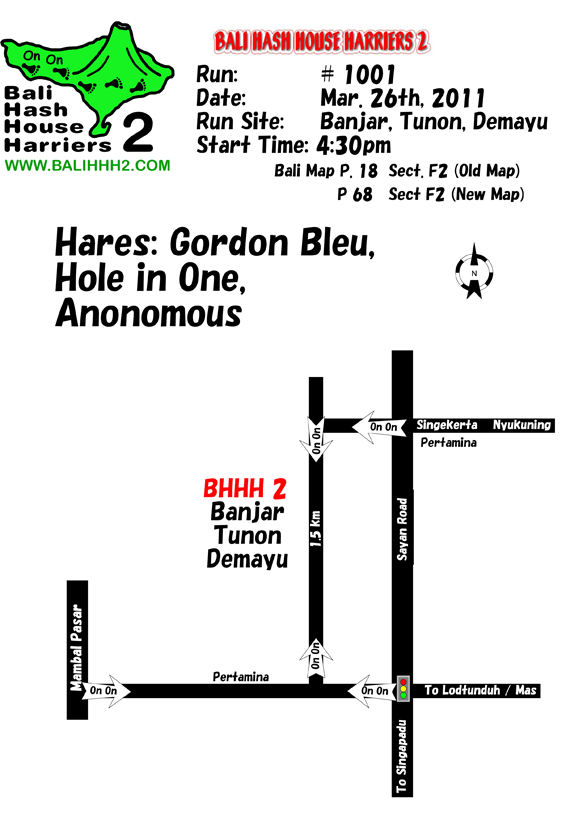 On On
Bali
Hash
House
Harriers 2
WWW.BALIHHH2.COM
BALI HASH HOUSE HARRIERS 2
Run: # 1001
Date: Mar. 26th, 2011
Run Site: Banjar, Tunon, Demayu
Start Time: 4:30pm
Bali Map P. 18 Sect. F2 (Old Map)
P 68 Sect F2 (New Map)
Hares: Gordon Bleu,
Hole in One,
Anonomous
N
On On
Singekerta Nyukuning
Pertamina
On On
BHHH 2
Banjar
Tunon
Demayu
1.5 km
Sayan Road
Mambal Pasar
On On
Pertamina
On On
On On
To Lodtunduh / Mas
To Singapadu